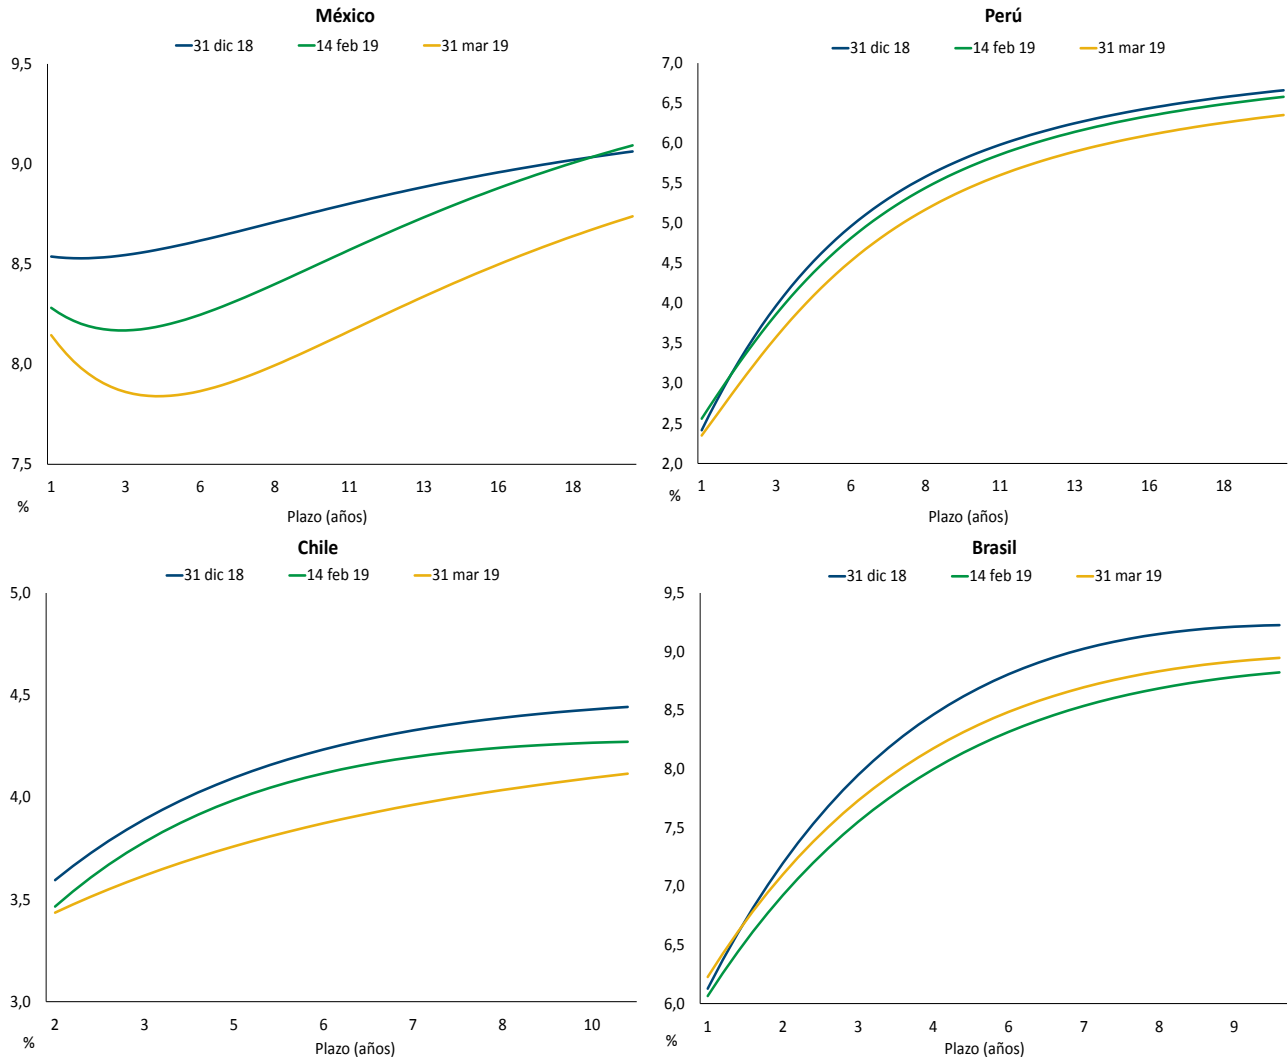 México
31 dic 18 14 feb 19 31 mar 19
9,5
9,0
8,5
8,0
7,5
1 3 6 8 11 13 16 18
%
Plazo (años)
Perú
31 dic 18 14 feb 19 31 mar 19
7,0
6,5
6,0
5,5
5,0
4,5
4,0
3,5
3,0
2,5
2,0
1 3 6 8 11 13 16 18
%
Plazo (años)
Chile
31 dic 18 14 feb 19 31 mar 19
5,0
4,5
4,0
3,5
3,0
2 3 5 6 7 8 10
%
Plazo (años)
Brasil
31 dic 18 14 feb 19 31 mar 19
9,5
9,0
8,5
8,0
7,5
7,0
6,5
6,0
1 2 3 4 6 7 8 9
%
Plazo (años)